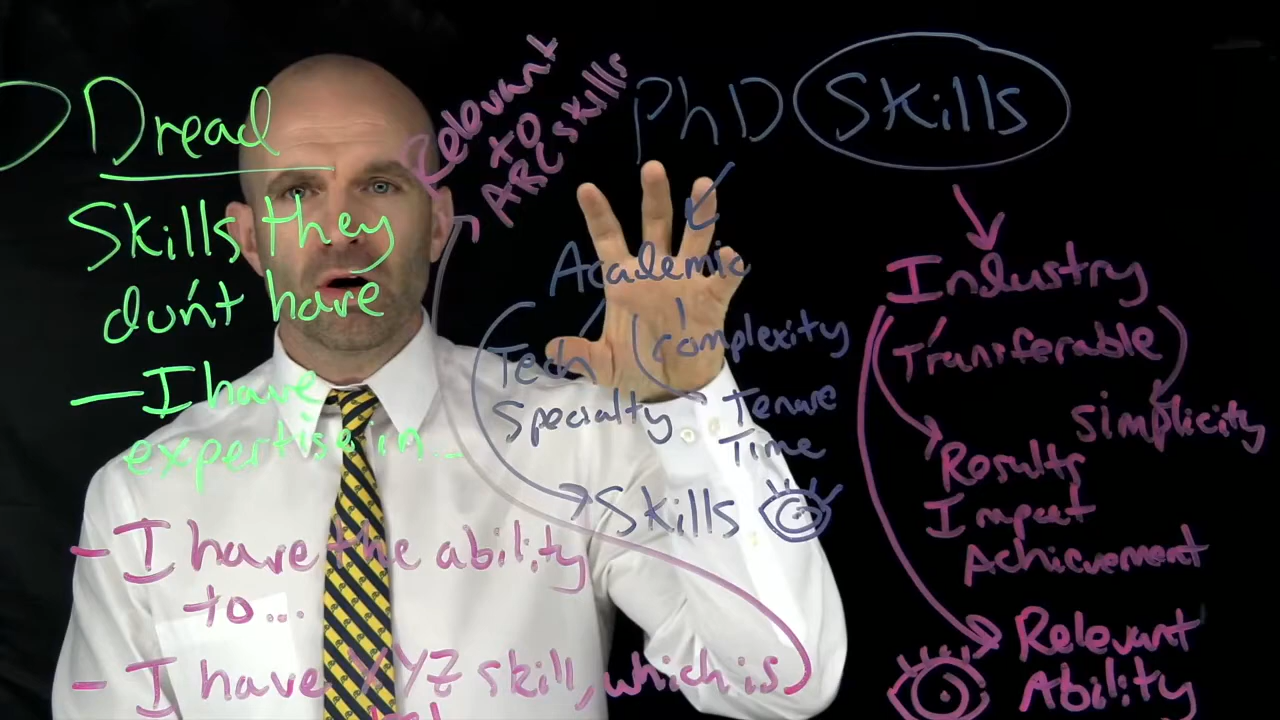 Dread
Skills they
don't have
- I have
expertise in...
- I have the ability
to...
- I have XYZ skill, which is
Relevant
to
ABC skills
PhD Skills
Academic
Tech
Specialty
Complexity
Tenure
Time
Skills
Industry
Transferable
Simplicity
Results
Impact
Achievement
Relevant
Ability